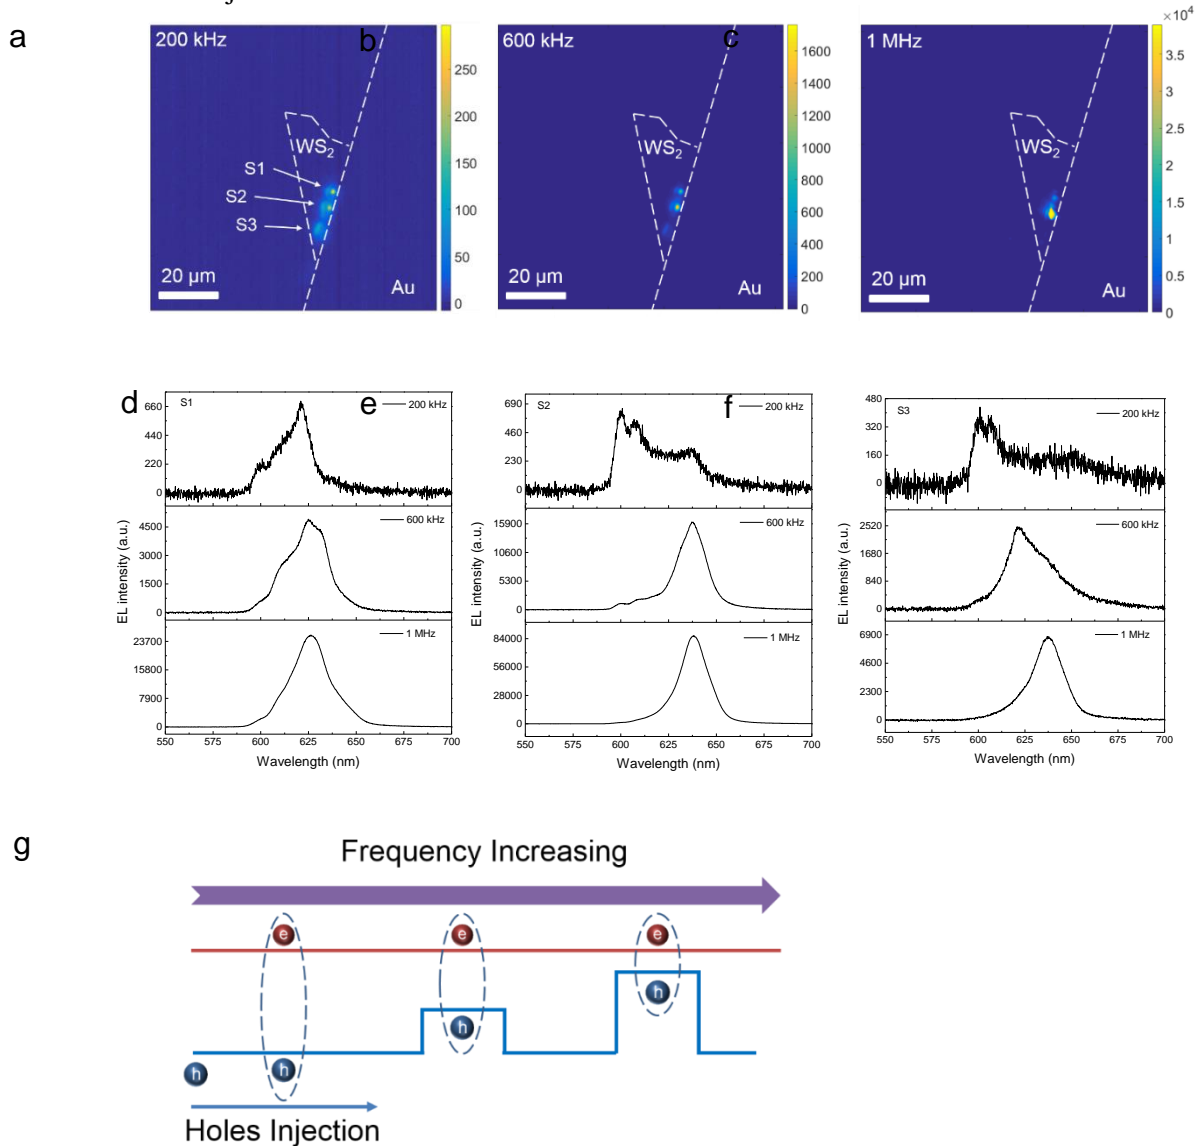 a
200 kHz
b
250
200
150
100
50
0
WS2
S1
S2
S3
20 μm
Au
600 kHz
c
1600
1400
1200
1000
800
600
400
200
0
WS2
20 μm
Au
1 MHz
×10⁴
3.5
3
2.5
2
1.5
1
0.5
0
WS2
20 μm
Au
d
S1
200 kHz
660
440
220
0
600 kHz
4500
3000
1500
0
1 MHz
23700
15800
7900
0
EL intensity (a.u.)
550 575 600 625 650 675 700
Wavelength (nm)
e
S2
200 kHz
690
460
230
0
600 kHz
15900
10600
5300
0
1 MHz
84000
56000
28000
0
EL intensity (a.u.)
550 575 600 625 650 675 700
Wavelength (nm)
f
S3
200 kHz
480
320
160
0
600 kHz
2520
1680
840
0
1 MHz
6900
4600
2300
0
EL intensity (a.u.)
550 575 600 625 650 675 700
Wavelength (nm)
g
Frequency Increasing
e e e
h h h h
Holes Injection